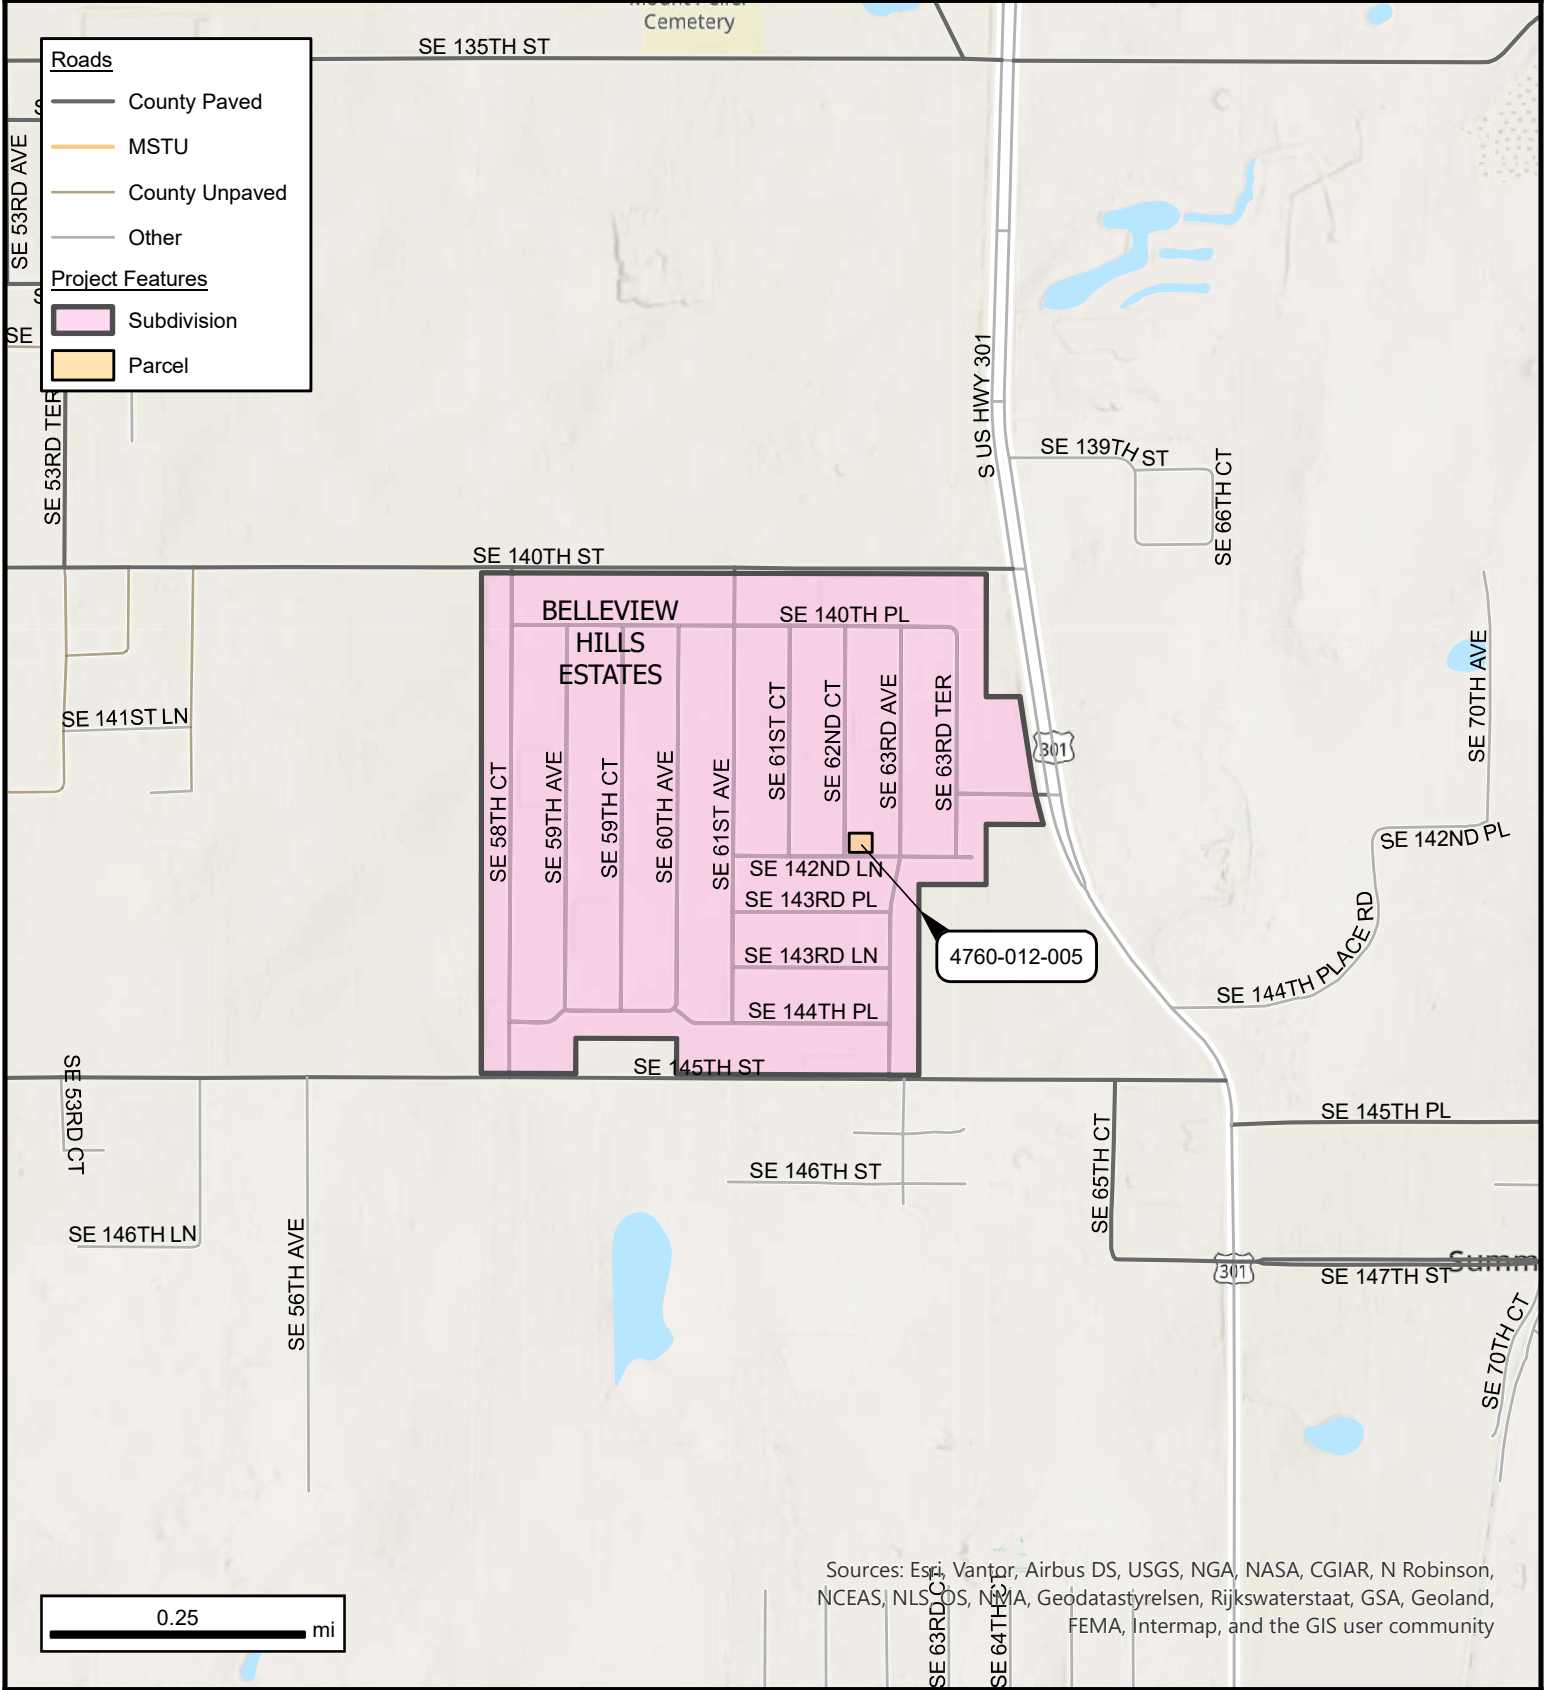 Cemetery
SE 135TH ST
Roads
County Paved
MSTU
County Unpaved
Other
Project Features
Subdivision
Parcel
SE 53RD AVE
SE
SE 53RD TER
S US HWY 301
SE 139TH ST
SE 66TH CT
SE 140TH ST
BELLEVIEW
HILLS
ESTATES
SE 140TH PL
SE 141ST LN
SE 58TH CT
SE 59TH AVE
SE 59TH CT
SE 60TH AVE
SE 61ST AVE
SE 61ST CT
SE 62ND CT
SE 63RD AVE
SE 63RD TER
301
SE 70TH AVE
SE 142ND PL
SE 142ND LN
SE 143RD PL
SE 143RD LN
4760-012-005
SE 144TH PLACE RD
SE 144TH PL
SE 145TH ST
SE 53RD CT
SE 145TH PL
SE 65TH CT
SE 146TH ST
SE 146TH LN
SE 56TH AVE
301
Summ
SE 147TH ST
SE 70TH CT
Sources: Esri, Vantor, Airbus DS, USGS, NGA, NASA, CGIAR, N Robinson,
NCEAS, NLS, OS, NMA, Geodatastyrelsen, Rijkswaterstaat, GSA, Geoland,
FEMA, Intermap, and the GIS user community
SE 63RD CT
SE 64TH CT
0.25
mi